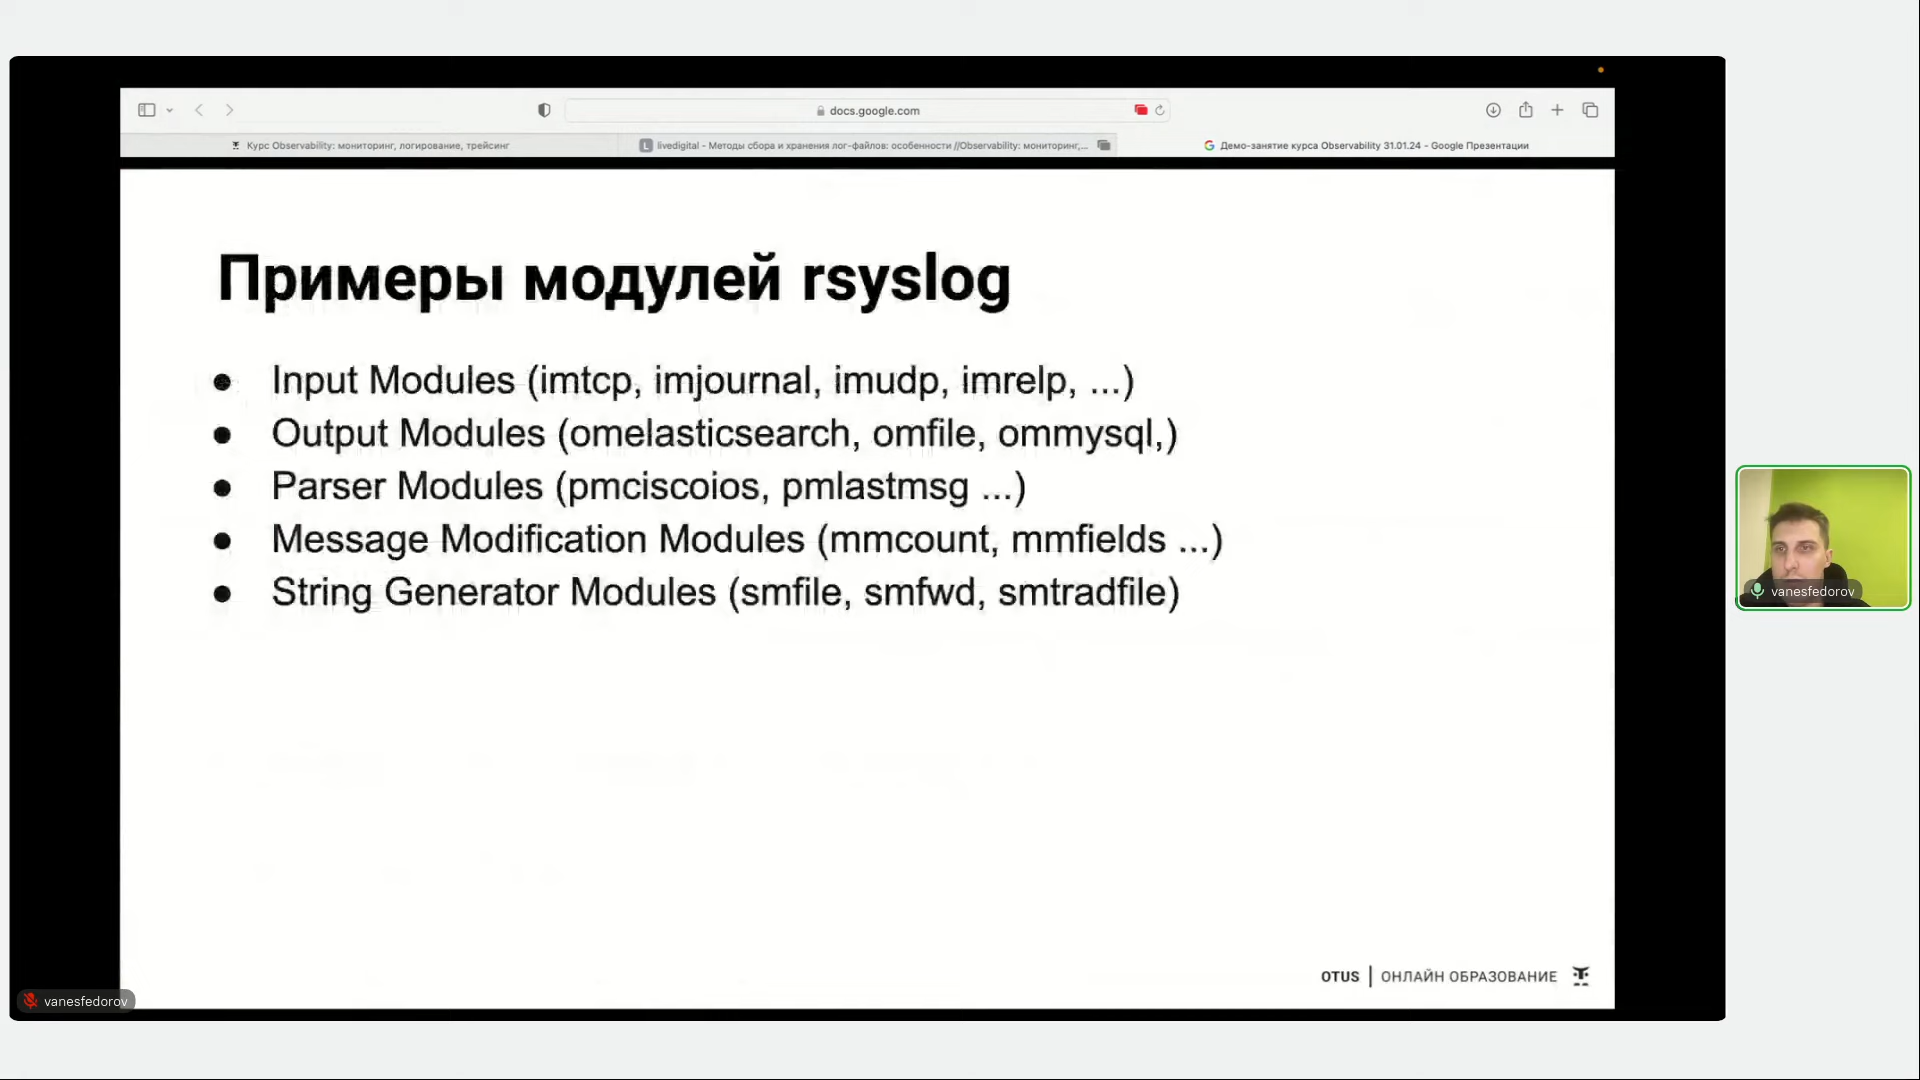 docs.google.com
Курс Observability: мониторинг, логирование, трейсинг
L livedigital - Методы сбора и хранения лог-файлов: особенности //Observability: мониторинг,...
Демо-занятие курса Observability 31.01.24 - Google Презентации
Примеры модулей rsyslog
● Input Modules (imtcp, imjournal, imudp, imrelp, ...)
● Output Modules (omelasticsearch, omfile, ommysql,)
● Parser Modules (pmciscoios, pmlastmsg ...)
● Message Modification Modules (mmcount, mmfields ...)
● String Generator Modules (smfile, smfwd, smtradfile)
vanesfedorov
OTUS | ОНЛАЙН ОБРАЗОВАНИЕ
vanesfedorov